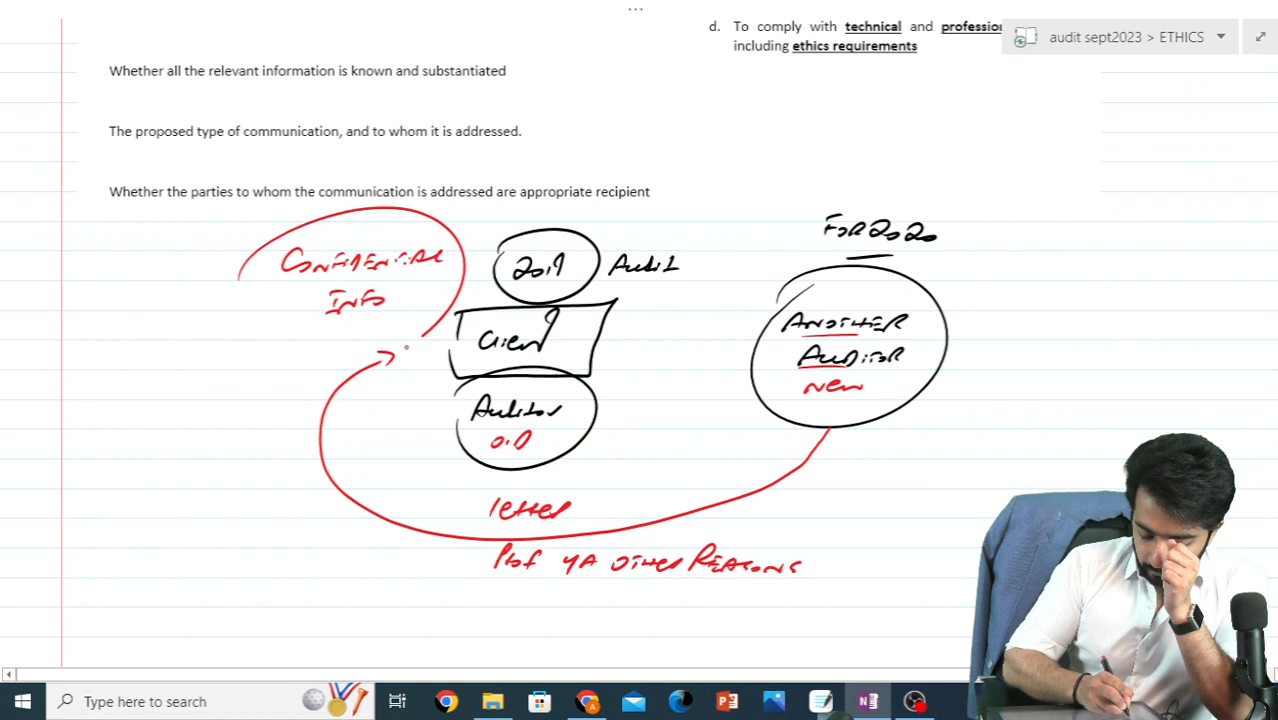 d. To comply with technical and profession
including ethics requirements
audit sept2023 > ETHICS
Whether all the relevant information is known and substantiated
The proposed type of communication, and to whom it is addressed.
Whether the parties to whom the communication is addressed are appropriate recipient
FOR 2020
CONFIDENTIAL
INFO
2019 Audit
Client
ANOTHER
AUDITOR
new
Auditor
old
letter
Prof YA other REASONS
Type here to search